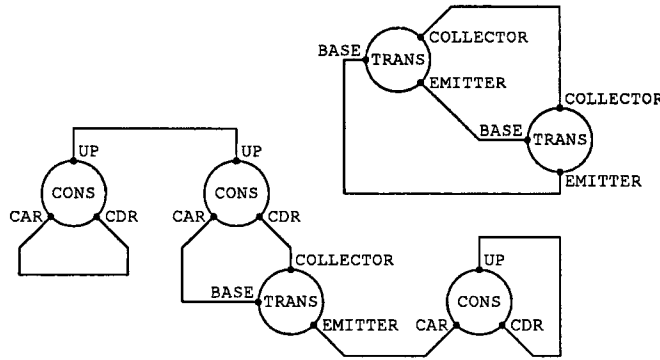 COLLECTOR
BASE TRANS
EMITTER
COLLECTOR
BASE TRANS
EMITTER
UP
CONS
CAR CDR
UP
CONS
CAR CDR
COLLECTOR
BASE TRANS
EMITTER
UP
CONS
CAR CDR